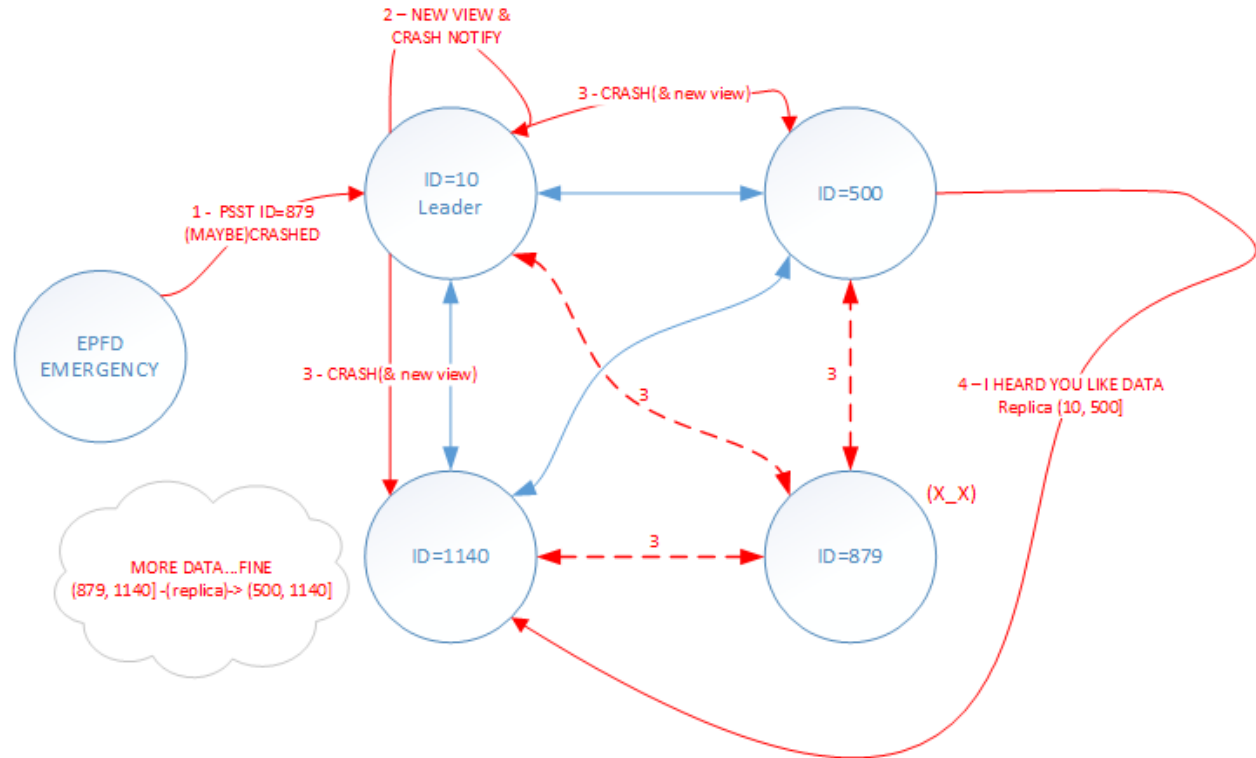 2 – NEW VIEW &
CRASH NOTIFY
3 - CRASH(& new view)
ID=10
Leader
ID=500
1 - PSST ID=879
(MAYBE)CRASHED
EPFD
EMERGENCY
3 - CRASH(& new view)
3
3
4 – I HEARD YOU LIKE DATA
Replica (10, 500]
(X_X)
ID=1140
3
ID=879
MORE DATA...FINE
(879, 1140] -(replica)-> (500, 1140]